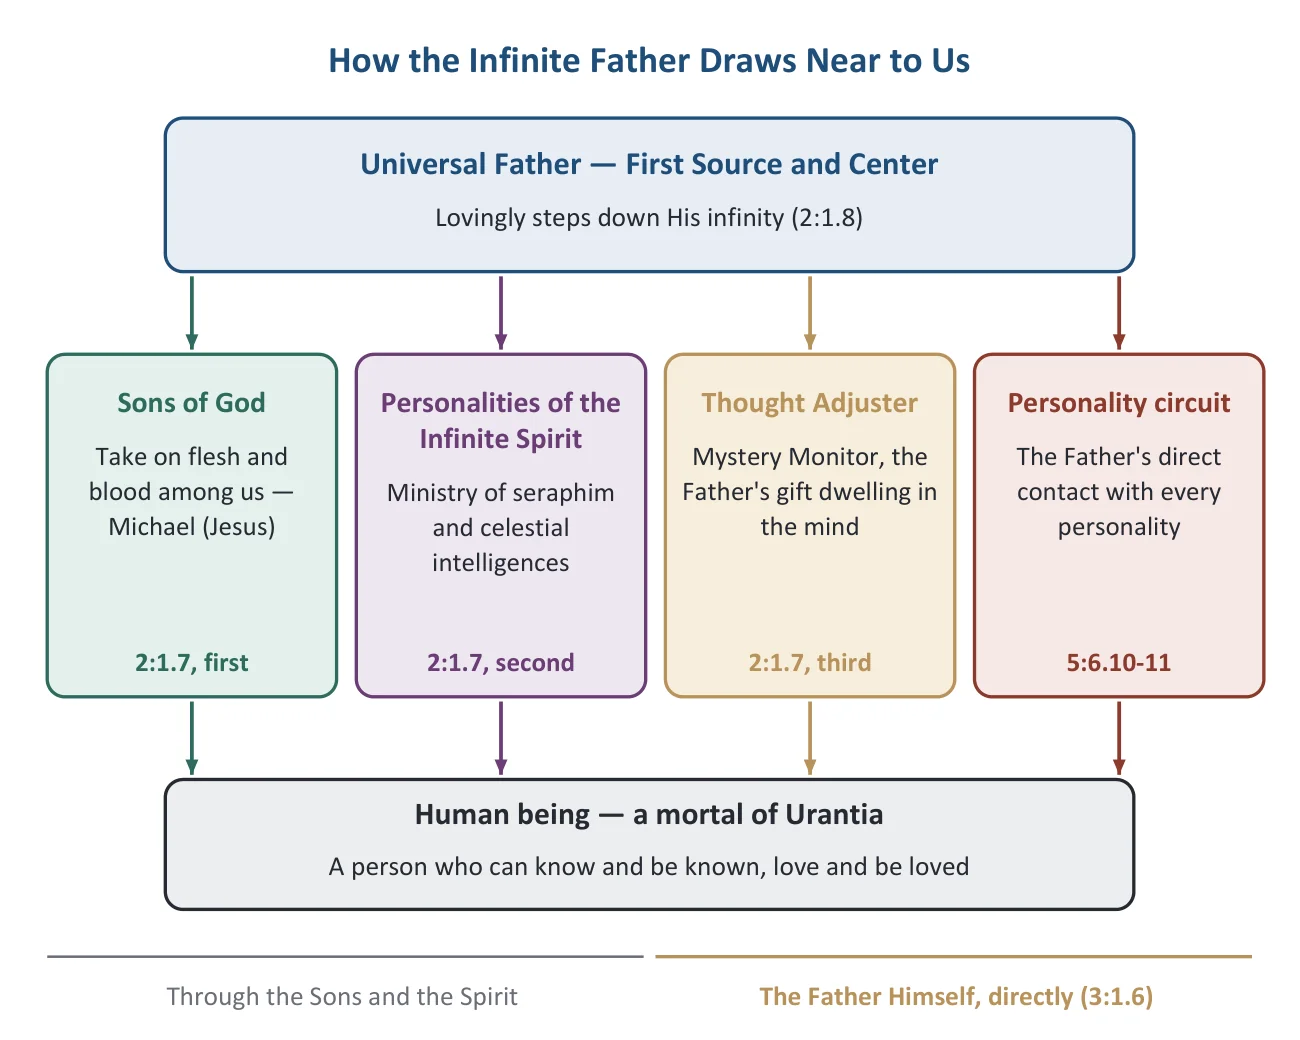 How the Infinite Father Draws Near to Us
Universal Father — First Source and Center
Lovingly steps down His infinity (2:1.8)
Sons of God
Take on flesh and
blood among us —
Michael (Jesus)
2:1.7, first
Personalities of the
Infinite Spirit
Ministry of seraphim
and celestial
intelligences
2:1.7, second
Thought Adjuster
Mystery Monitor, the
Father's gift dwelling in
the mind
2:1.7, third
Personality circuit
The Father's direct
contact with every
personality
5:6.10-11
Human being — a mortal of Urantia
A person who can know and be known, love and be loved
Through the Sons and the Spirit
The Father Himself, directly (3:1.6)